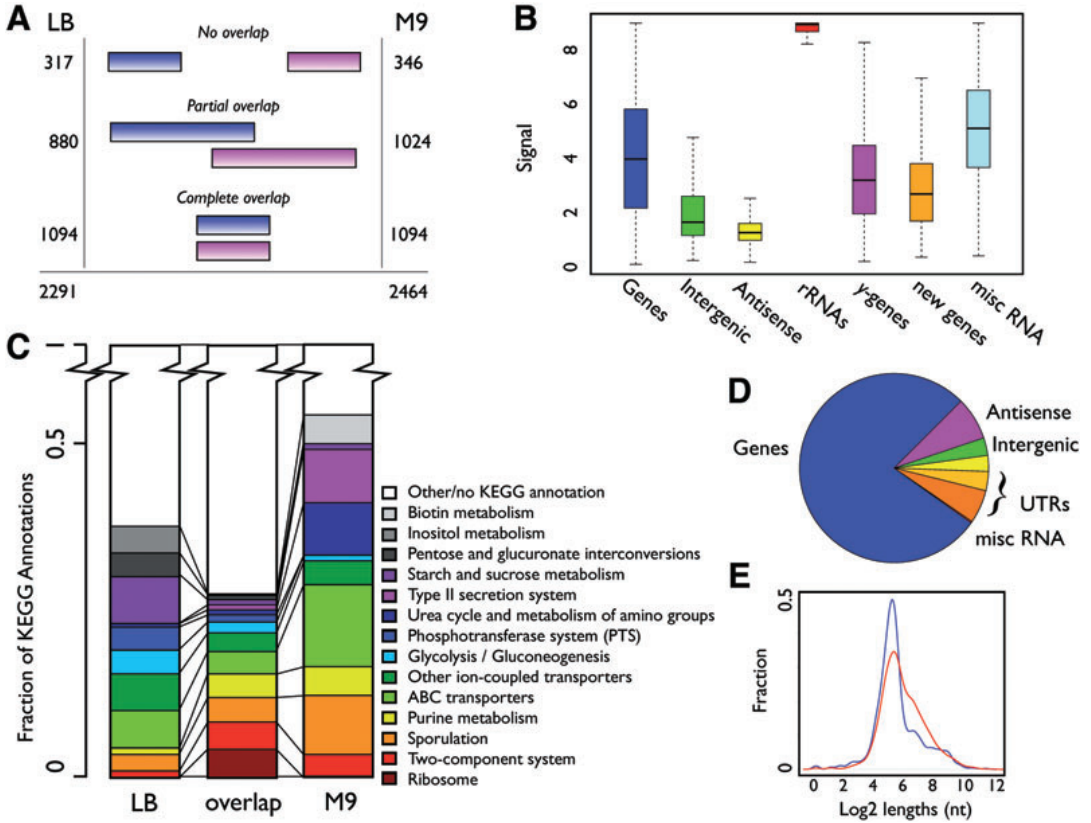 A
LB
M9
No overlap
317
346
Partial overlap
880
1024
Complete overlap
1094
1094
2291
2464
B
Signal
8
6
4
2
0
Genes
Intergenic
Antisense
rRNAs
y-genes
new genes
misc RNA
C
Fraction of KEGG Annotations
1
0.5
0
LB
overlap
M9
Other/no KEGG annotation
Biotin metabolism
Inositol metabolism
Pentose and glucuronate interconversions
Starch and sucrose metabolism
Type II secretion system
Urea cycle and metabolism of amino groups
Phosphotransferase system (PTS)
Glycolysis / Gluconeogenesis
Other ion-coupled transporters
ABC transporters
Purine metabolism
Sporulation
Two-component system
Ribosome
D
Genes
Antisense
Intergenic
} UTRs
misc RNA
E
Fraction
0.5
0
0 2 4 6 8 10 12
Log2 lengths (nt)